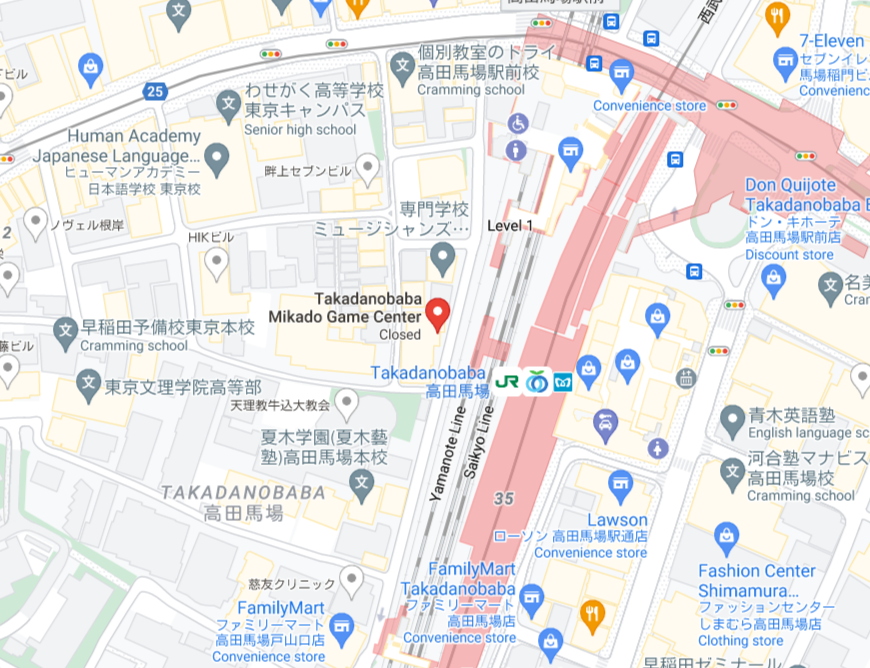 高田馬場駅前
西武
7-Eleven
セブンイレ
馬場稲門ビ
Convenienc
個別教室のトライ
高田馬場駅前校
Cramming school
ビル
25
わせがく高等学校
東京キャンパス
Senior high school
Convenience store
Human Academy
Japanese Language...
ヒューマンアカデミー
日本語学校 東京校
畔上セブンビル
Don Quijote
Takadanobaba E
ドン・キホーテ
高田馬場駅前店
Discount store
専門学校
ミュージシャンズ…
Level 1
2
ノヴェル根岸
HIKビル
名美
Cran
Takadanobaba
Mikado Game Center
Closed
早稲田予備校東京本校
Cramming school
藤ビル
Takadanobaba
高田馬場
JR
東京文理学院高等部
天理教牛込大教会
夏木学園(夏木藝
塾)高田馬場本校
Yamanote Line
Saikyo Line
青木英語塾
English language sc
河合塾マナビス
高田馬場校
Cramming school
TAKADANOBABA
高田馬場
35
Lawson
ローソン 高田馬場駅通店
Convenience store
慈友クリニック
FamilyMart
Takadanobaba
ファミリーマート
高田馬場店
Convenience store
Fashion Center
Shimamura...
ファッションセンター
しまむら高田馬場店
Clothing store
FamilyMart
ファミリーマート
高田馬場戸山口店
Convenience store
早稲田ゼミナール